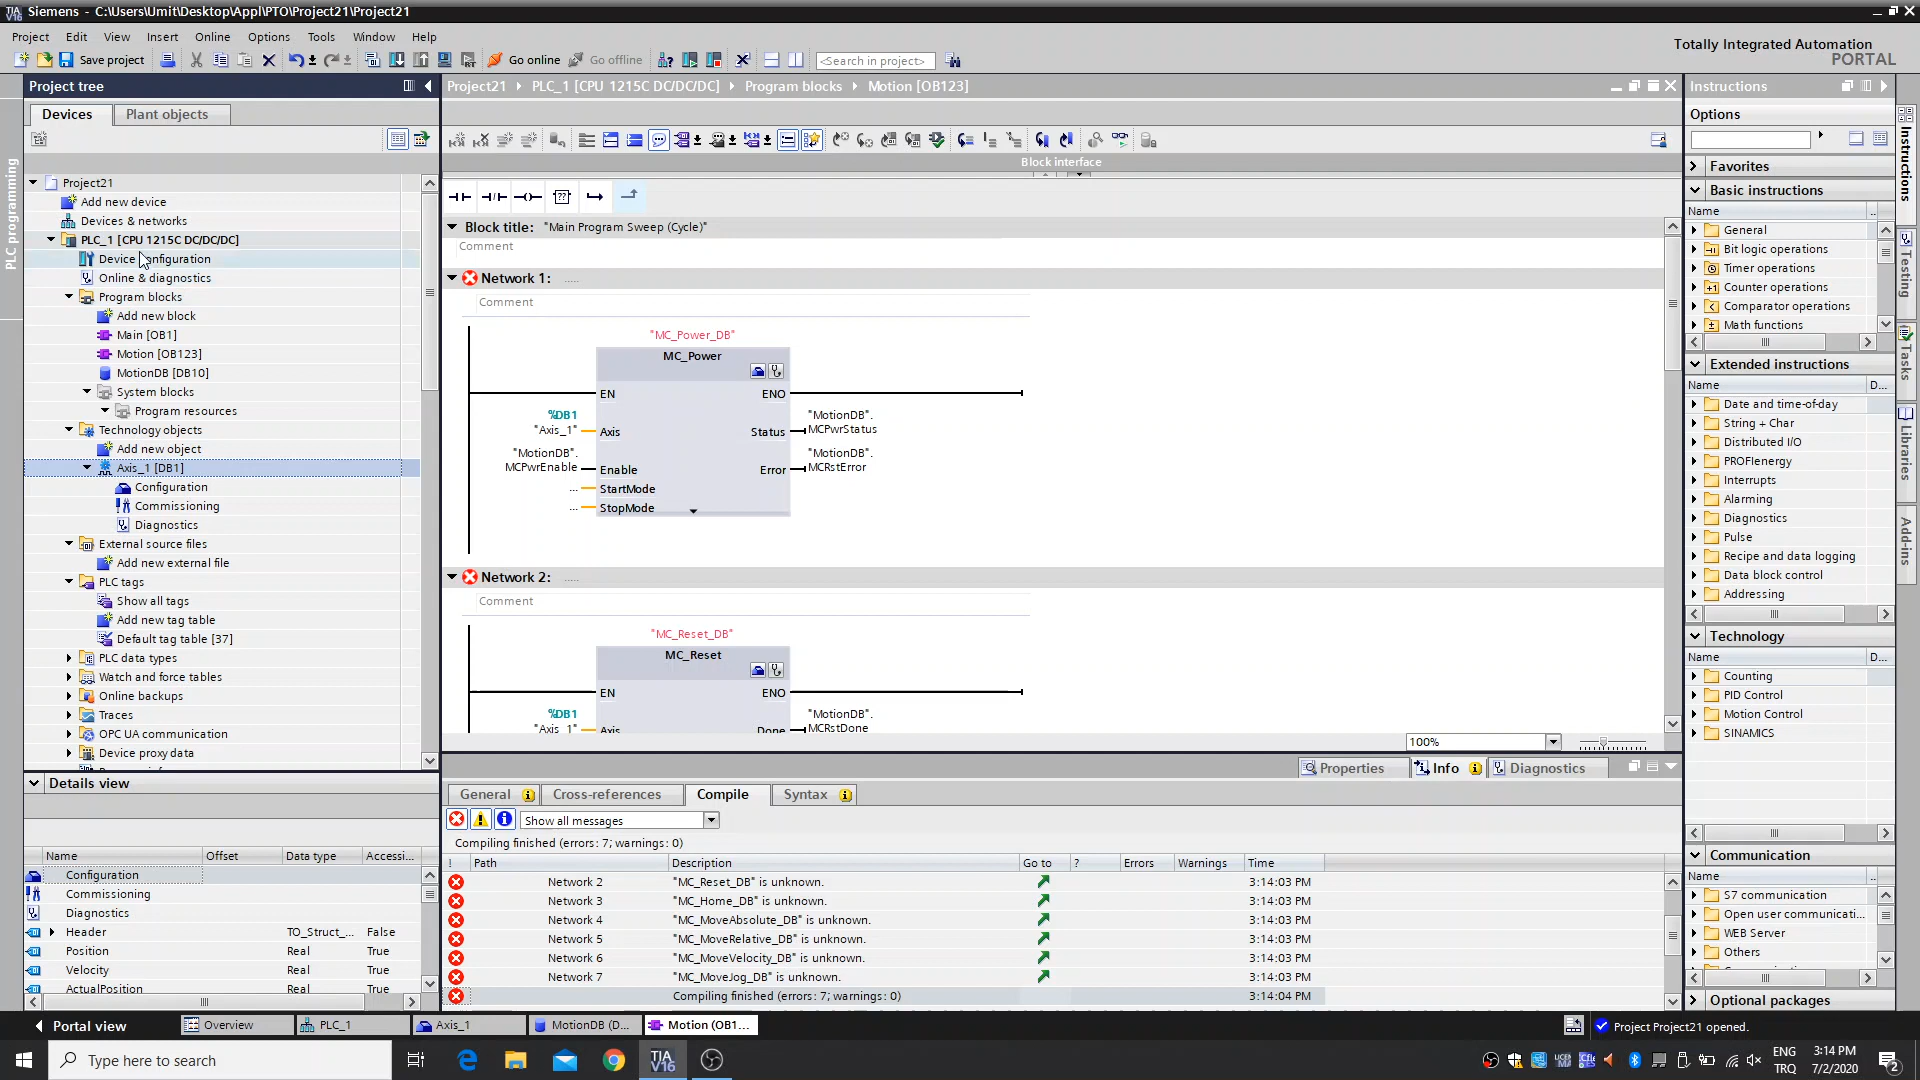 Siemens - C:\Users\Umit\Desktop\Appl\PTO\Project21\Project21
Project Edit View Insert Online Options Tools Window Help
Totally Integrated Automation
PORTAL
Save project Go online Go offline <Search in project>
Project tree
Project21 PLC_1 [CPU 1215C DC/DC/DC] Program blocks Motion [OB123]
Instructions
Devices Plant objects
Options
PLC programming
Project21
Add new device
Devices & networks
PLC_1 [CPU 1215C DC/DC/DC]
Device configuration
Online & diagnostics
Program blocks
Add new block
Main [OB1]
Motion [OB123]
MotionDB [DB10]
System blocks
Program resources
Technology objects
Add new object
Axis_1 [DB1]
Configuration
Commissioning
Diagnostics
External source files
Add new external file
PLC tags
Show all tags
Add new tag table
Default tag table [37]
PLC data types
Watch and force tables
Online backups
Traces
OPC UA communication
Device proxy data
Details view
Name Offset Data type Accessi...
Configuration
Commissioning
Diagnostics
Header TO_Struct_... False
Position Real True
Velocity Real True
ActualPosition Real True
Block interface
Block title: "Main Program Sweep (Cycle)"
Comment
Network 1: .....
Comment
"MC_Power_DB"
MC_Power
EN ENO
%DB1
"Axis_1" Axis
"MotionDB".
MCPwrEnable Enable
... StartMode
... StopMode
Status "MotionDB".
MCPwrStatus
Error "MotionDB".
MCRstError
Network 2: .....
Comment
"MC_Reset_DB"
MC_Reset
EN ENO
%DB1
"Axis_1" Axis
Done "MotionDB".
MCRstDone
100%
Properties Info Diagnostics
General Cross-references Compile Syntax
Show all messages
Compiling finished (errors: 7; warnings: 0)
! Path Description Go to ? Errors Warnings Time
Network 2 "MC_Reset_DB" is unknown. 3:14:03 PM
Network 3 "MC_Home_DB" is unknown. 3:14:03 PM
Network 4 "MC_MoveAbsolute_DB" is unknown. 3:14:03 PM
Network 5 "MC_MoveRelative_DB" is unknown. 3:14:03 PM
Network 6 "MC_MoveVelocity_DB" is unknown. 3:14:03 PM
Network 7 "MC_MoveJog_DB" is unknown. 3:14:03 PM
Compiling finished (errors: 7; warnings: 0) 3:14:04 PM
Favorites
Basic instructions
Name ..
General
Bit logic operations
Timer operations
Counter operations
Comparator operations
Math functions
Extended instructions
Name D...
Date and time-of-day
String + Char
Distributed I/O
PROFIenergy
Interrupts
Alarming
Diagnostics
Pulse
Recipe and data logging
Data block control
Addressing
Technology
Name D...
Counting
PID Control
Motion Control
SINAMICS
Communication
Name ..
S7 communication
Open user communicati...
WEB Server
Others
Optional packages
Instructions
Testing
Tasks
Libraries
Add-ins
Portal view Overview PLC_1 Axis_1 MotionDB (D... Motion (OB1... Project Project21 opened.
Type here to search
TIA V16
ENG
TRQ
3:14 PM
7/2/2020
2